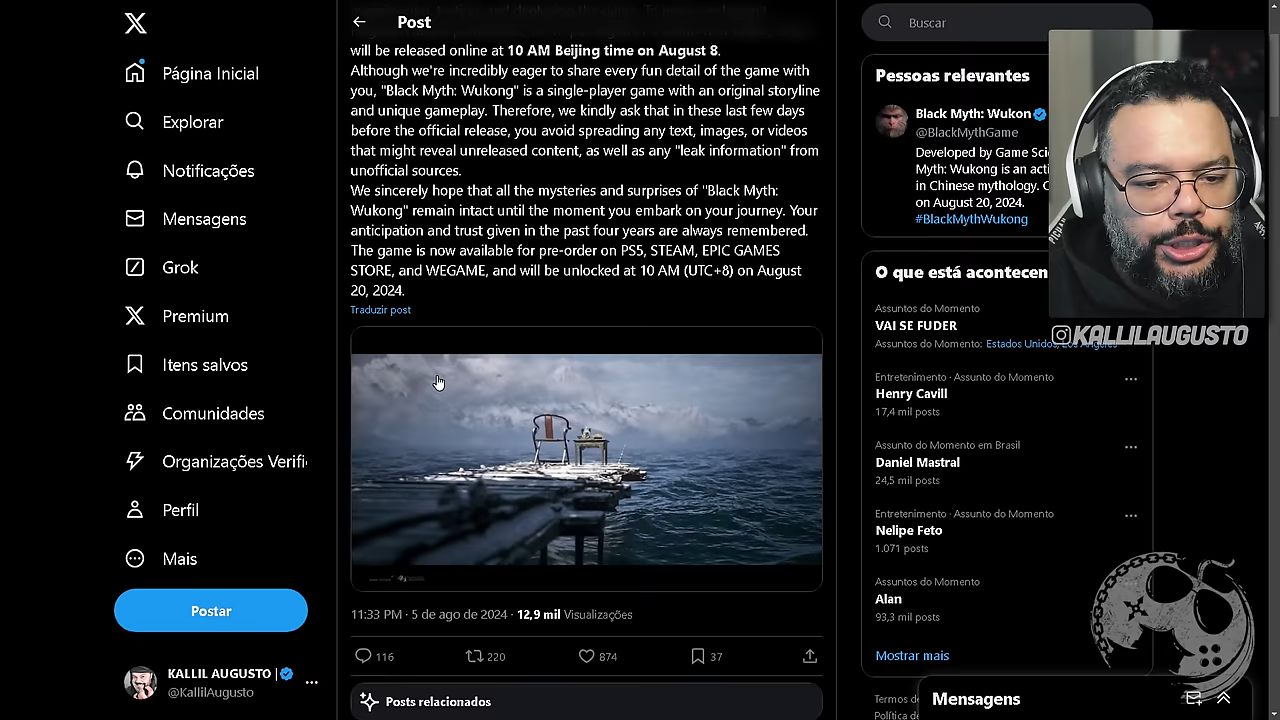 Post
Buscar
Página Inicial
Explorar
Notificações
Mensagens
Grok
Premium
Itens salvos
Comunidades
Organizações Verifi
Perfil
Mais
Postar
KALLIL AUGUSTO |
@KallilAugusto
will be released online at 10 AM Beijing time on August 8.
Although we're incredibly eager to share every fun detail of the game with
you, "Black Myth: Wukong" is a single-player game with an original storyline
and unique gameplay. Therefore, we kindly ask that in these last few days
before the official release, you avoid spreading any text, images, or videos
that might reveal unreleased content, as well as any "leak information" from
unofficial sources.
We sincerely hope that all the mysteries and surprises of "Black Myth:
Wukong" remain intact until the moment you embark on your journey. Your
anticipation and trust given in the past four years are always remembered.
The game is now available for pre-order on PS5, STEAM, EPIC GAMES
STORE, and WEGAME, and will be unlocked at 10 AM (UTC+8) on August
20, 2024.
Traduzir post
11:33 PM · 5 de ago de 2024 · 12,9 mil Visualizações
116 220 874 37
Posts relacionados
Pessoas relevantes
Black Myth: Wukon
@BlackMythGame
Developed by Game Sci
Myth: Wukong is an acti
in Chinese mythology. C
on August 20, 2024.
#BlackMythWukong
O que está acontecen
Assuntos do Momento
VAI SE FUDER
Assuntos do Momento: Estados Unidos, Los Angeles
Entretenimento · Assunto do Momento
Henry Cavill
17,4 mil posts
Assunto do Momento em Brasil
Daniel Mastral
24,5 mil posts
Entretenimento · Assunto do Momento
Nelipe Feto
1.071 posts
Assuntos do Momento
Alan
93,3 mil posts
Mostrar mais
Termos de
Política de
Mensagens
KALLILAUGUSTO